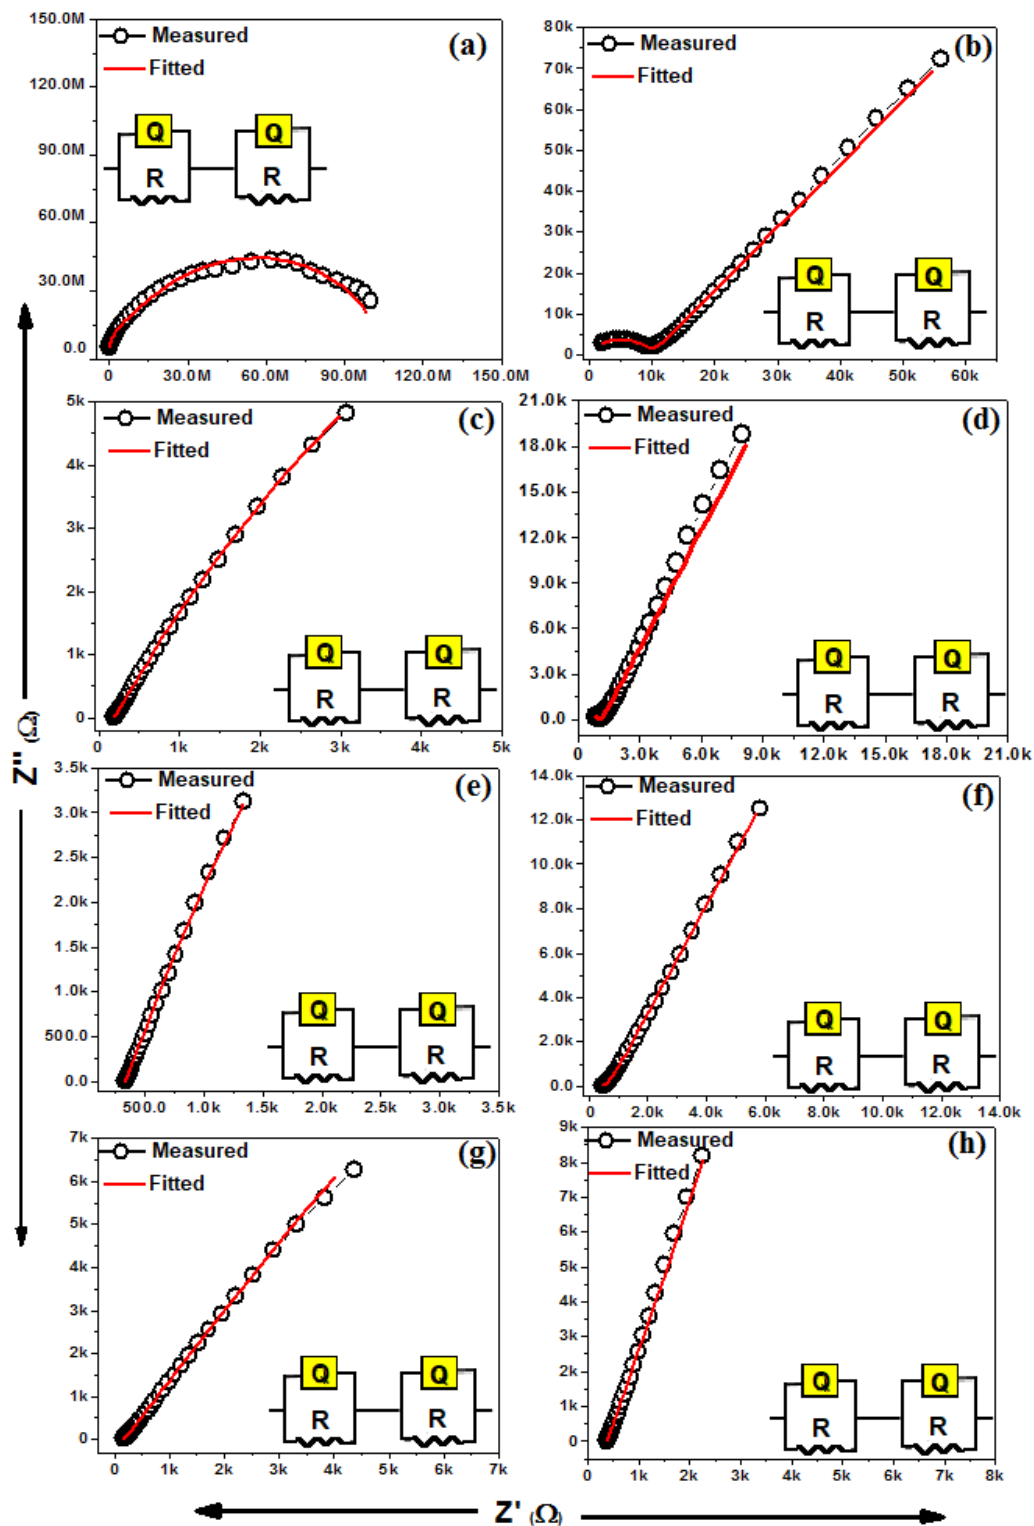 150.0M
120.0M
90.0M
60.0M
30.0M
0.0
Measured
Fitted
(a)
Q Q
R R
0.0 30.0M 60.0M 90.0M 120.0M 150.0M
80k
70k
60k
50k
40k
30k
20k
10k
0
Measured
Fitted
(b)
Q Q
R R
0 10k 20k 30k 40k 50k 60k
5k
4k
3k
2k
1k
0
Measured
Fitted
(c)
Q Q
R R
0 1k 2k 3k 4k 5k
21.0k
18.0k
15.0k
12.0k
9.0k
6.0k
3.0k
0.0
Measured
Fitted
(d)
Q Q
R R
3.0k 6.0k 9.0k 12.0k 15.0k 18.0k 21.0k
Z'' (Ω)
3.5k
3.0k
2.5k
2.0k
1.5k
1.0k
500.0
0.0
Measured
Fitted
(e)
Q Q
R R
500.0 1.0k 1.5k 2.0k 2.5k 3.0k 3.5k
14.0k
12.0k
10.0k
8.0k
6.0k
4.0k
2.0k
0.0
Measured
Fitted
(f)
Q Q
R R
0.0 2.0k 4.0k 6.0k 8.0k 10.0k 12.0k 14.0k
7k
6k
5k
4k
3k
2k
1k
0
Measured
Fitted
(g)
Q Q
R R
0 1k 2k 3k 4k 5k 6k 7k
9k
8k
7k
6k
5k
4k
3k
2k
1k
0
Measured
Fitted
(h)
Q Q
R R
0 1k 2k 3k 4k 5k 6k 7k 8k
Z' (Ω)